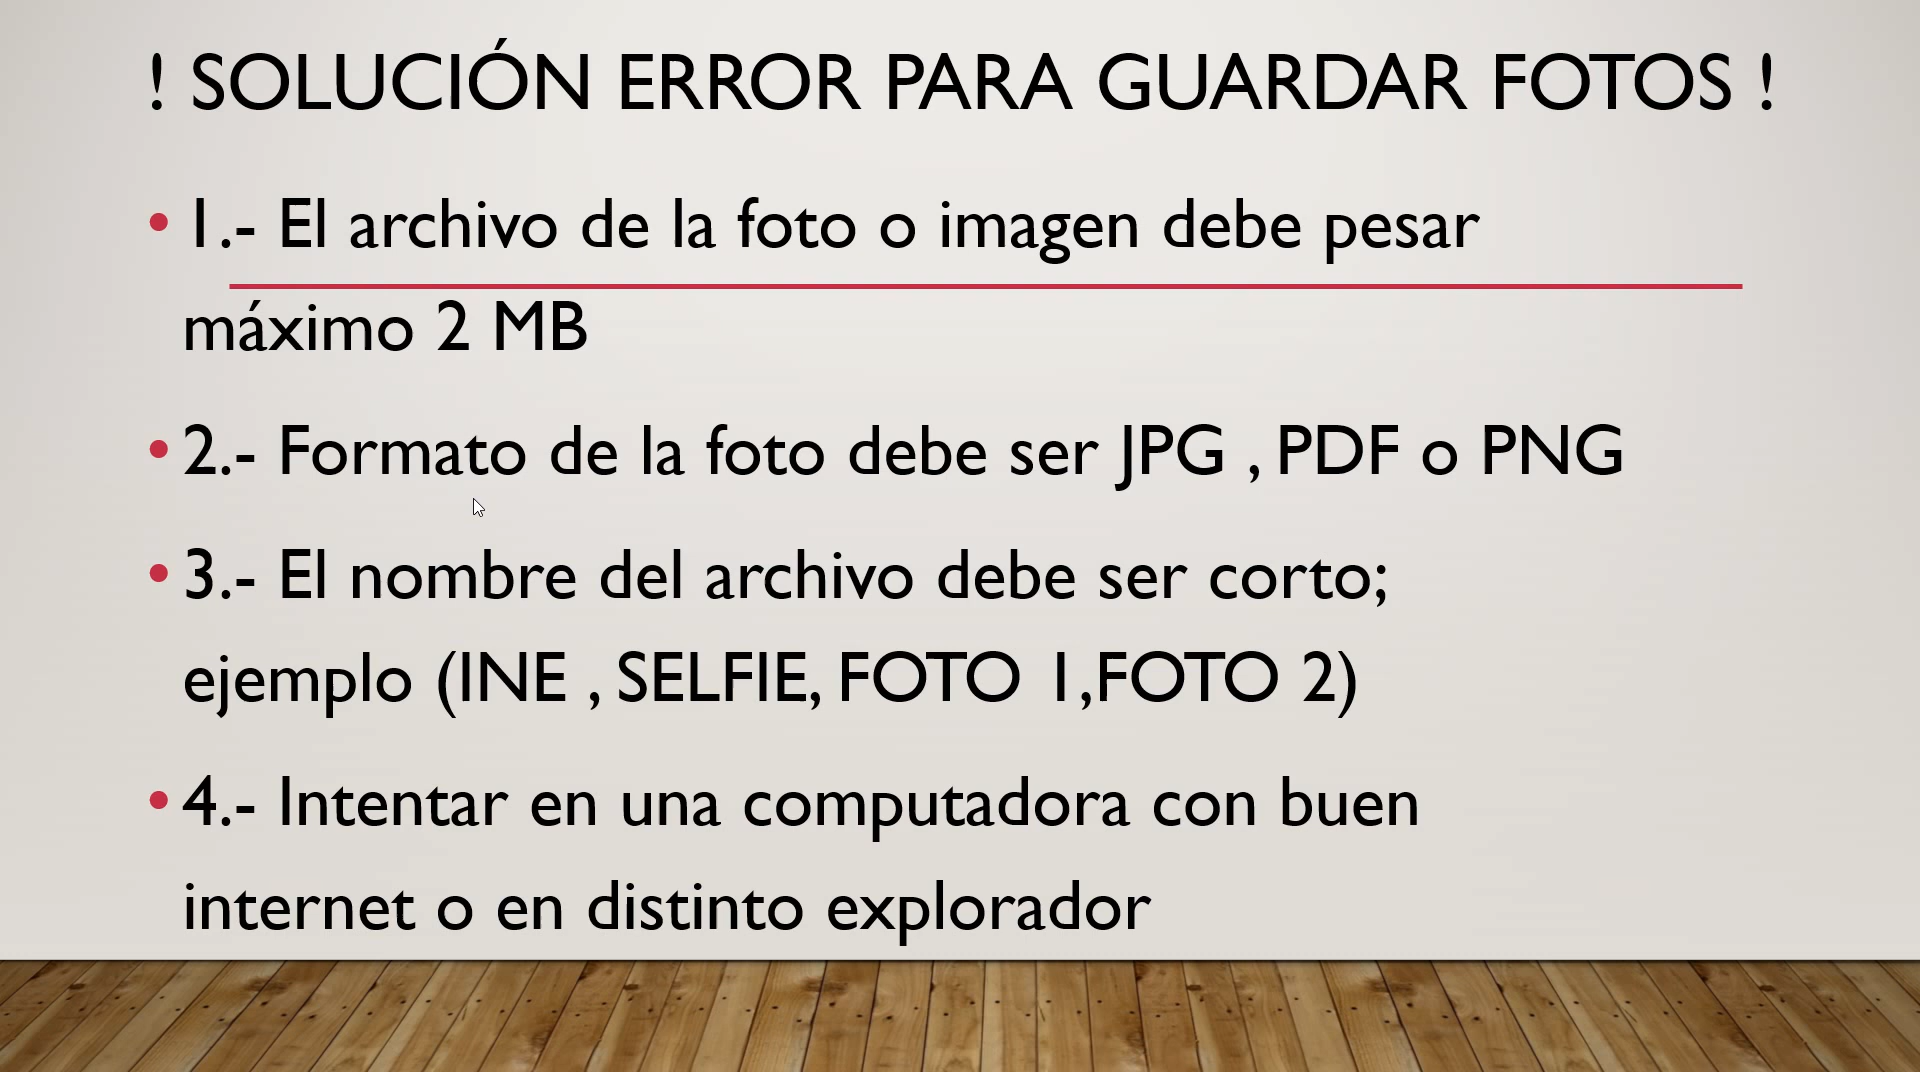 ! SOLUCIÓN ERROR PARA GUARDAR FOTOS !
• 1.- El archivo de la foto o imagen debe pesar
máximo 2 MB
• 2.- Formato de la foto debe ser JPG , PDF o PNG
• 3.- El nombre del archivo debe ser corto;
ejemplo (INE , SELFIE, FOTO 1,FOTO 2)
• 4.- Intentar en una computadora con buen
internet o en distinto explorador